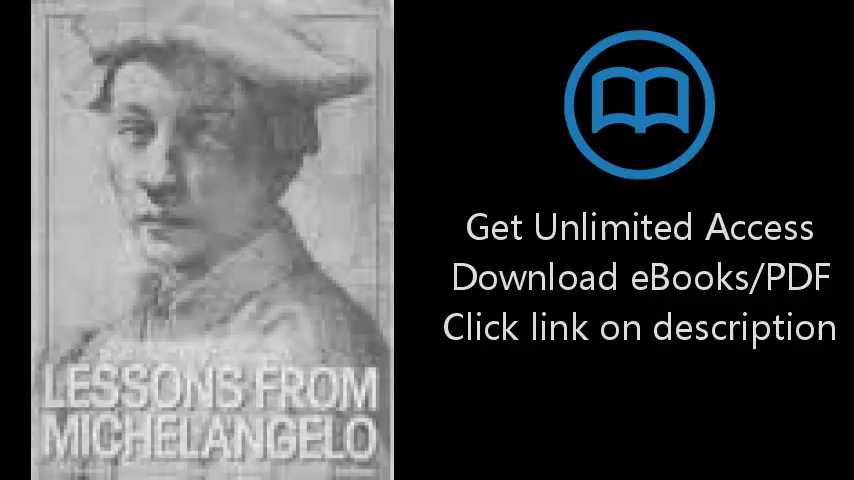 LESSONS FROM
MICHELANGELO
Get Unlimited Access
Download eBooks/PDF
Click link on description